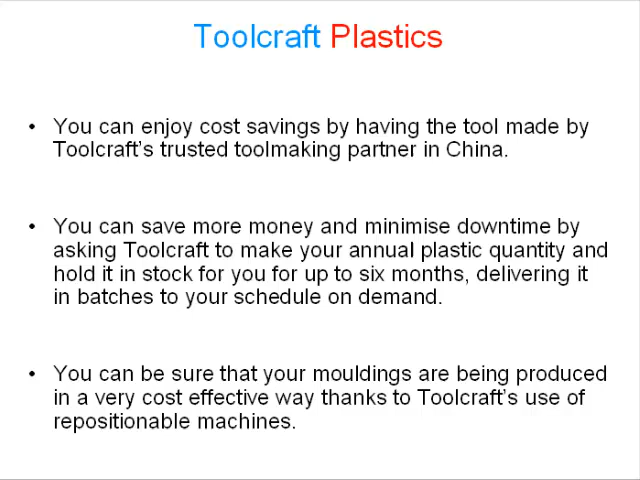 Toolcraft Plastics
• You can enjoy cost savings by having the tool made by
Toolcraft's trusted toolmaking partner in China.
• You can save more money and minimise downtime by
asking Toolcraft to make your annual plastic quantity and
hold it in stock for you for up to six months, delivering it
in batches to your schedule on demand.
• You can be sure that your mouldings are being produced
in a very cost effective way thanks to Toolcraft's use of
repositionable machines.